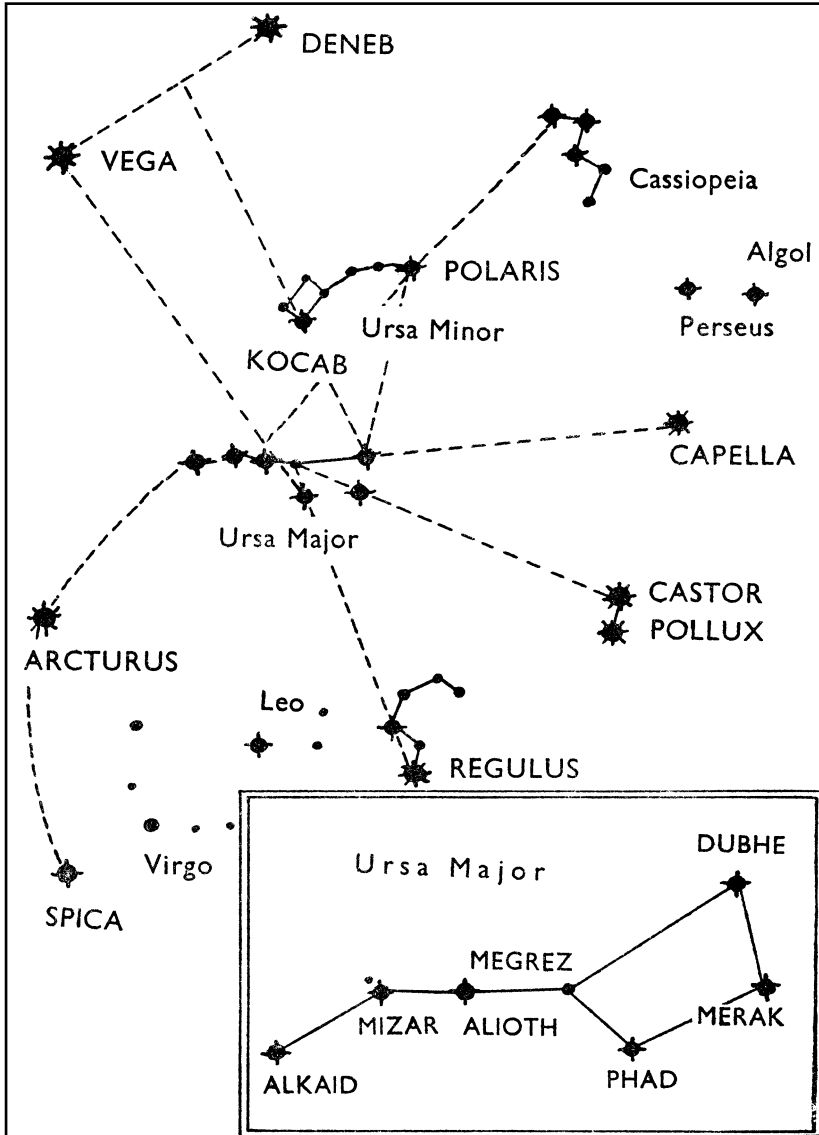 DENEB
VEGA
Cassiopeia
Algol
POLARIS
Perseus
Ursa Minor
KOCAB
CAPELLA
Ursa Major
CASTOR
POLLUX
ARCTURUS
Leo
REGULUS
Virgo
SPICA
Ursa Major
DUBHE
MEGREZ
MIZAR
ALIOTH
MERAK
ALKAID
PHAD